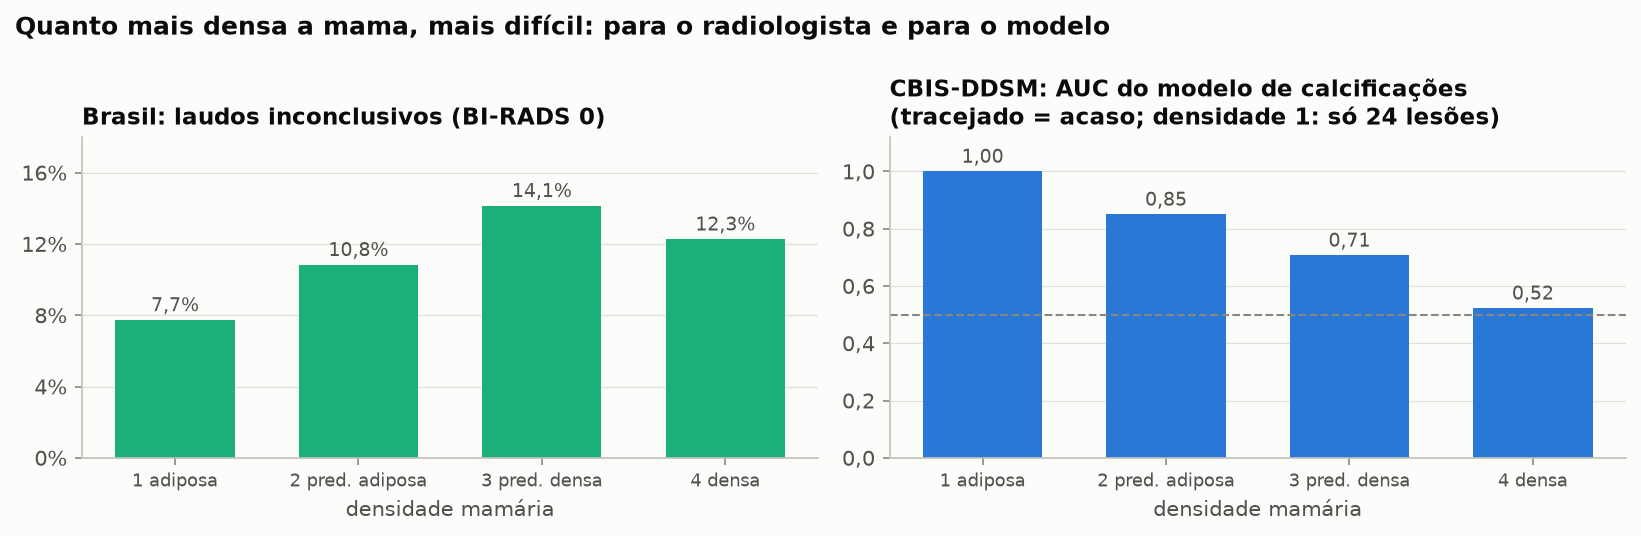 Quanto mais densa a mama, mais difícil: para o radiologista e para o modelo
Brasil: laudos inconclusivos (BI-RADS 0)
16%
12%
8%
4%
0%
7,7%
10,8%
14,1%
12,3%
1 adiposa
2 pred. adiposa
3 pred. densa
4 densa
densidade mamária
CBIS-DDSM: AUC do modelo de calcificações
(tracejado = acaso; densidade 1: só 24 lesões)
1,0
0,8
0,6
0,4
0,2
0,0
1,00
0,85
0,71
0,52
1 adiposa
2 pred. adiposa
3 pred. densa
4 densa
densidade mamária